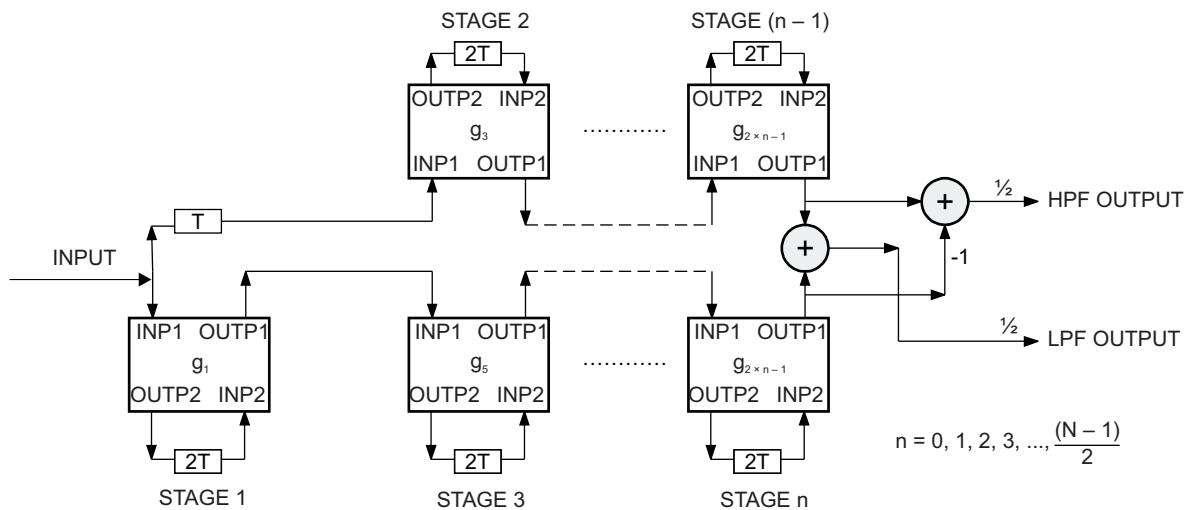 STAGE 2
STAGE (n – 1)
2T
2T
OUTP2 INP2
OUTP2 INP2
g₃
............
g₂ ₓ ₙ ₋ ₁
INP1 OUTP1
INP1 OUTP1
T
½
HPF OUTPUT
+
INPUT
+
-1
INP1 OUTP1
INP1 OUTP1
INP1 OUTP1
½
LPF OUTPUT
g₁
g₅
............
g₂ ₓ ₙ ₋ ₁
OUTP2 INP2
OUTP2 INP2
OUTP2 INP2
n = 0, 1, 2, 3, ..., (N – 1)
2
2T
2T
2T
STAGE 1
STAGE 3
STAGE n